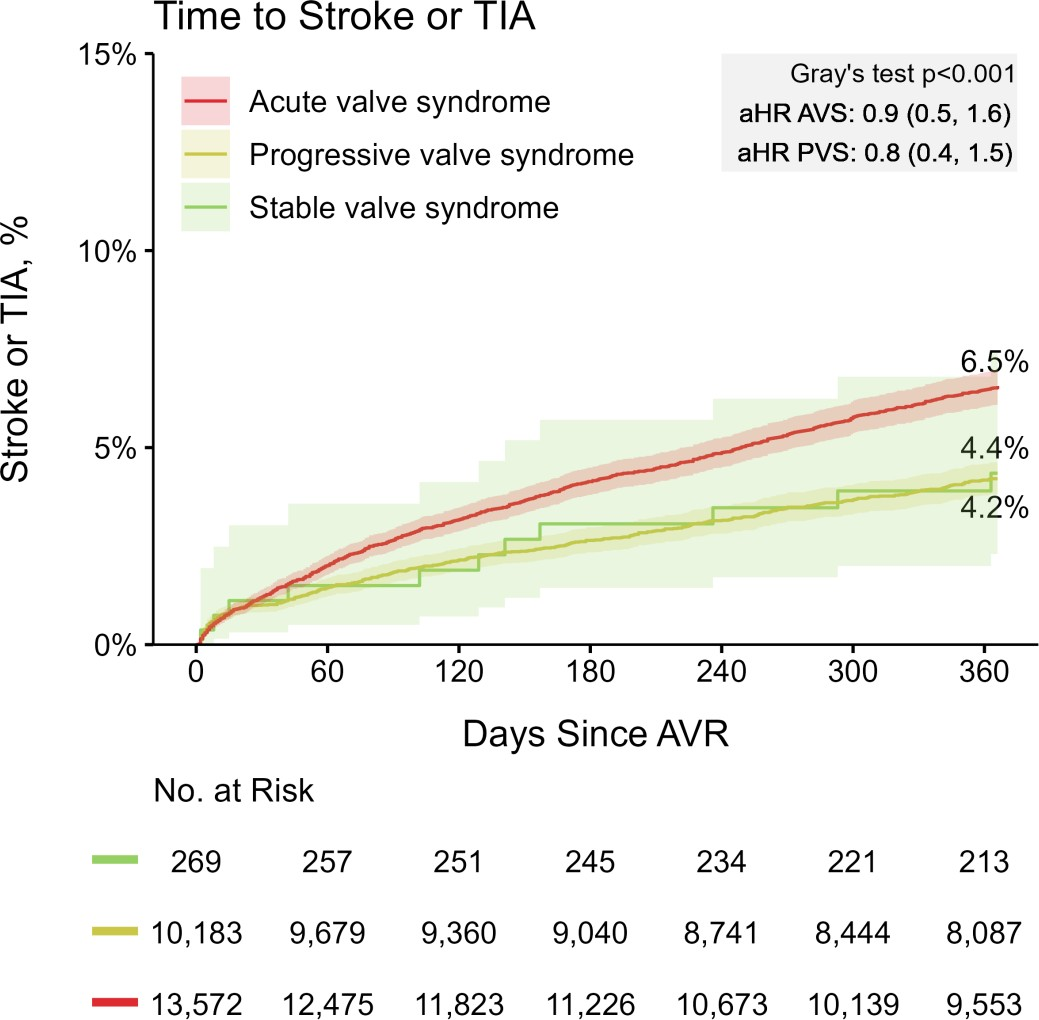 Time to Stroke or TIA
15%
10%
5%
0%
Stroke or TIA, %
Acute valve syndrome
Progressive valve syndrome
Stable valve syndrome
Gray's test p<0.001
aHR AVS: 0.9 (0.5, 1.6)
aHR PVS: 0.8 (0.4, 1.5)
6.5%
4.4%
4.2%
0 60 120 180 240 300 360
Days Since AVR
No. at Risk
269 257 251 245 234 221 213
10,183 9,679 9,360 9,040 8,741 8,444 8,087
13,572 12,475 11,823 11,226 10,673 10,139 9,553